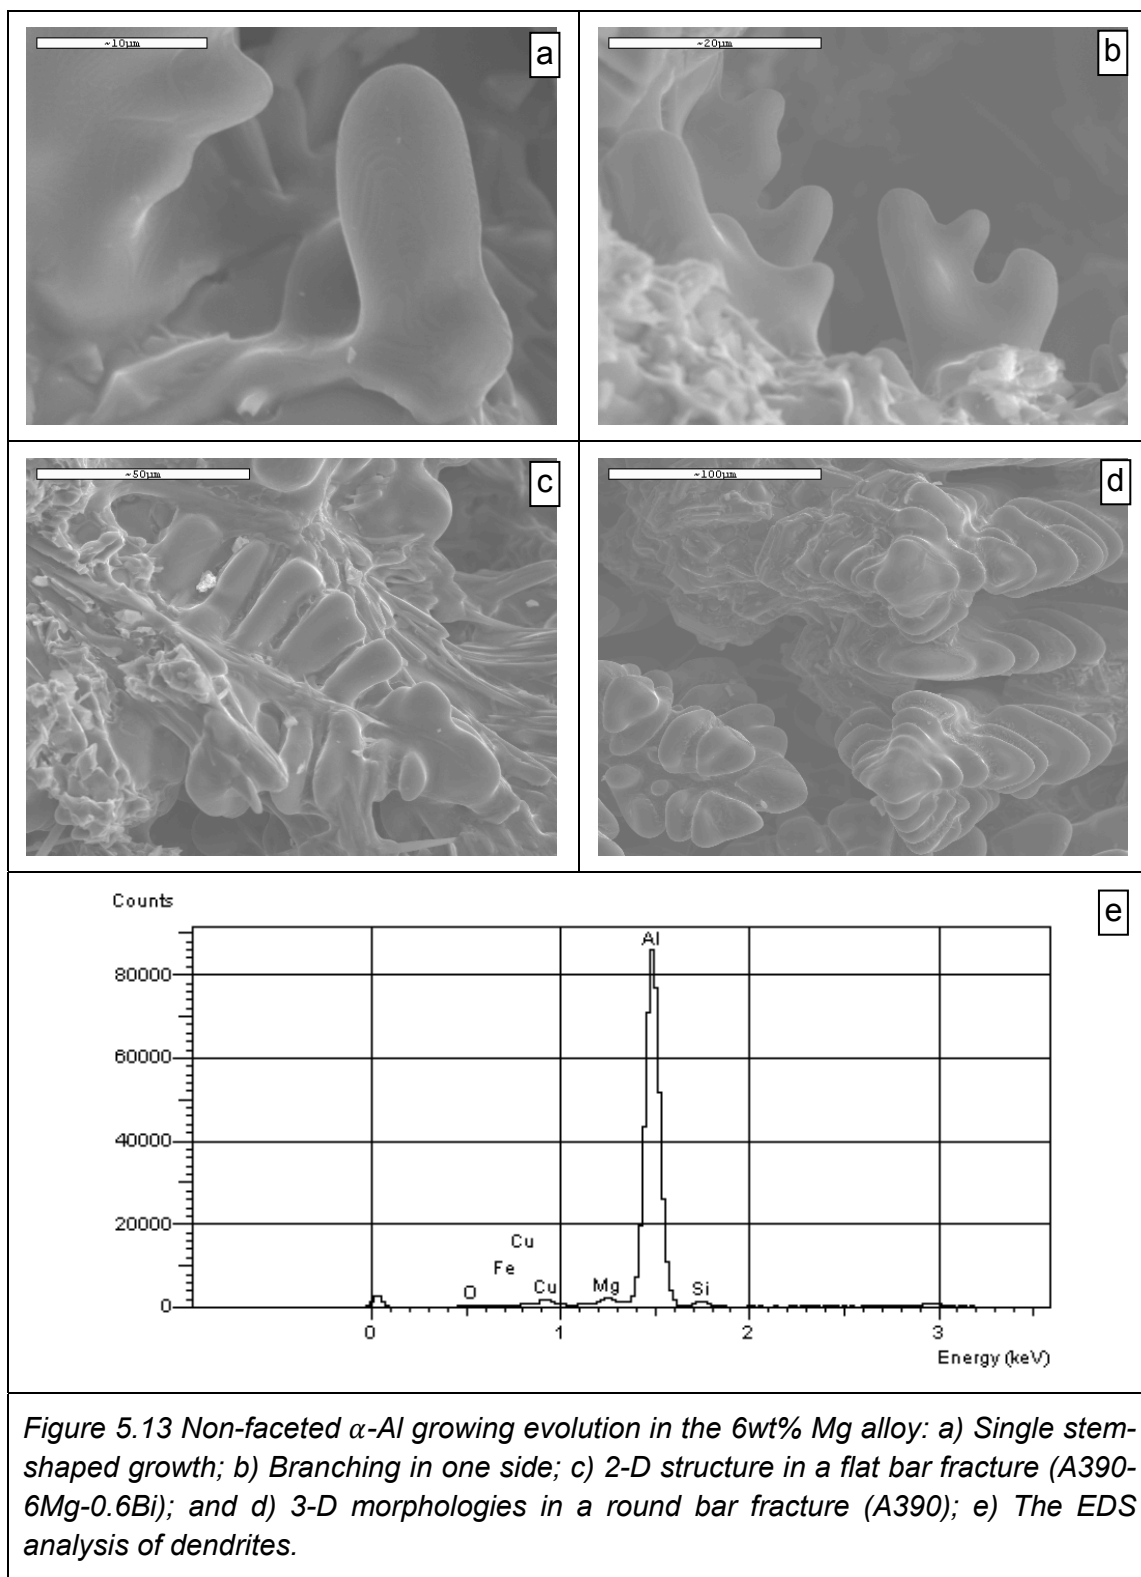 ~10µm
a
~20µm
b
~50µm
c
~100µm
d
Counts
e
Al
80000
60000
40000
20000
Cu
Fe
O
Cu
Mg
Si
0
0
1
2
3
Energy (keV)
Figure 5.13 Non-faceted α-Al growing evolution in the 6wt% Mg alloy: a) Single stem-
shaped growth; b) Branching in one side; c) 2-D structure in a flat bar fracture (A390-
6Mg-0.6Bi); and d) 3-D morphologies in a round bar fracture (A390); e) The EDS
analysis of dendrites.